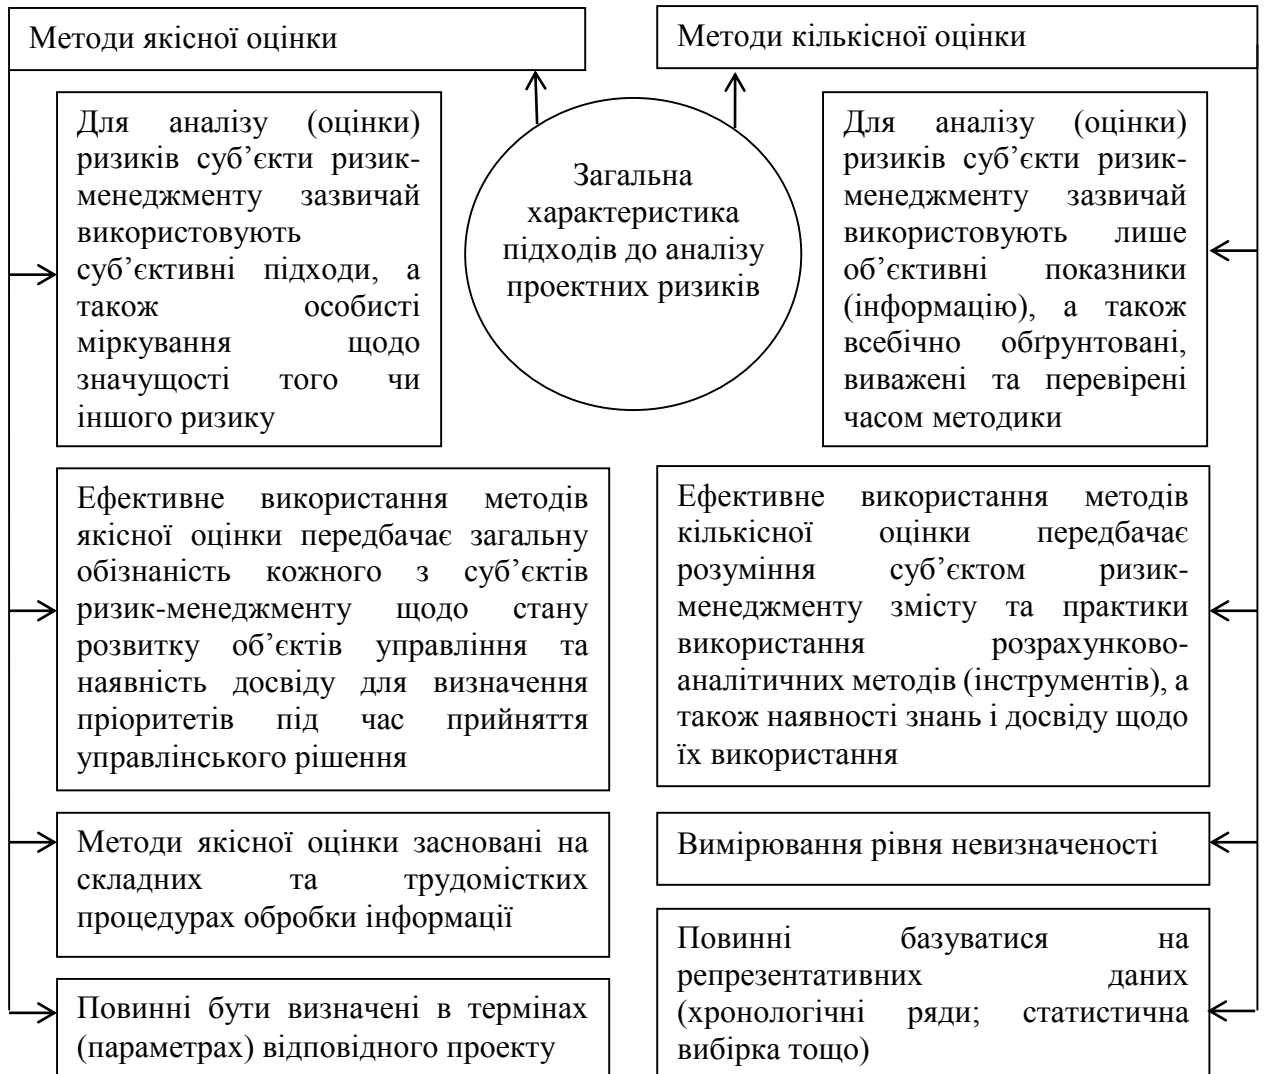 Методи якісної оцінки
Методи кількісної оцінки
Для аналізу (оцінки)
ризиків суб’єкти ризик-
менеджменту зазвичай
використовують
суб’єктивні підходи, а
також особисті
міркування щодо
значущості того чи
іншого ризику
Загальна
характеристика
підходів до аналізу
проектних ризиків
Для аналізу (оцінки)
ризиків суб’єкти ризик-
менеджменту зазвичай
використовують лише
об’єктивні показники
(інформацію), а також
всебічно обґрунтовані,
виважені та перевірені
часом методики
Ефективне використання методів
якісної оцінки передбачає загальну
обізнаність кожного з суб’єктів
ризик-менеджменту щодо стану
розвитку об’єктів управління та
наявність досвіду для визначення
пріоритетів під час прийняття
управлінського рішення
Ефективне використання методів
кількісної оцінки передбачає
розуміння суб’єктом ризик-
менеджменту змісту та практики
використання розрахунково-
аналітичних методів (інструментів), а
також наявності знань і досвіду щодо
їх використання
Методи якісної оцінки засновані на
складних та трудомістких
процедурах обробки інформації
Вимірювання рівня невизначеності
Повинні бути визначені в термінах
(параметрах) відповідного проекту
Повинні базуватися на
репрезентативних даних
(хронологічні ряди; статистична
вибірка тощо)